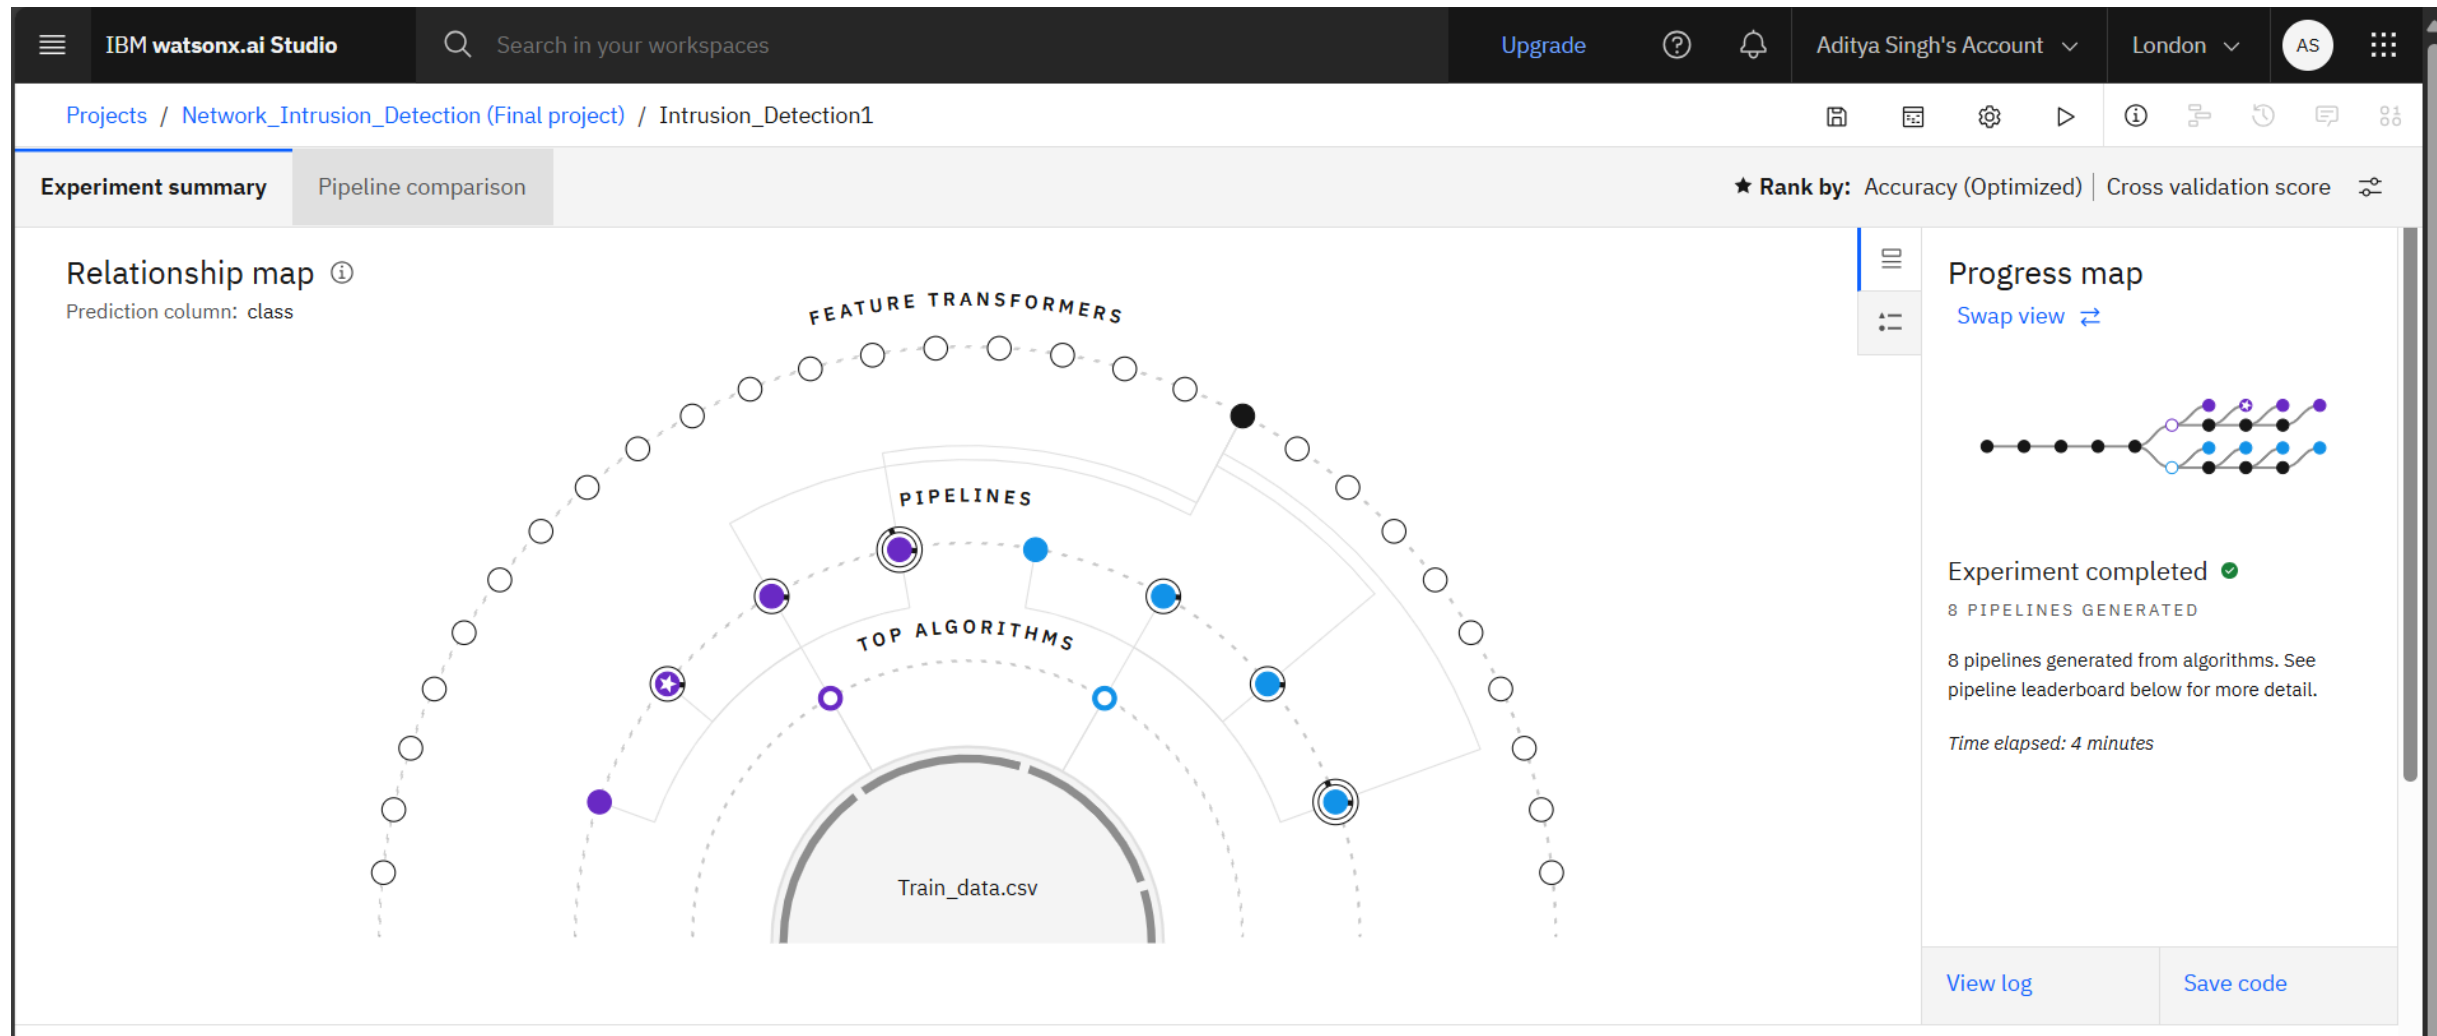 IBM watsonx.ai Studio
Search in your workspaces
Upgrade
Aditya Singh's Account
London
AS
Projects / Network_Intrusion_Detection (Final project) / Intrusion_Detection1
Experiment summary
Pipeline comparison
Rank by: Accuracy (Optimized) | Cross validation score
Relationship map
Prediction column: class
FEATURE TRANSFORMERS
PIPELINES
TOP ALGORITHMS
Train_data.csv
Progress map
Swap view
Experiment completed
8 PIPELINES GENERATED
8 pipelines generated from algorithms. See
pipeline leaderboard below for more detail.
Time elapsed: 4 minutes
View log
Save code